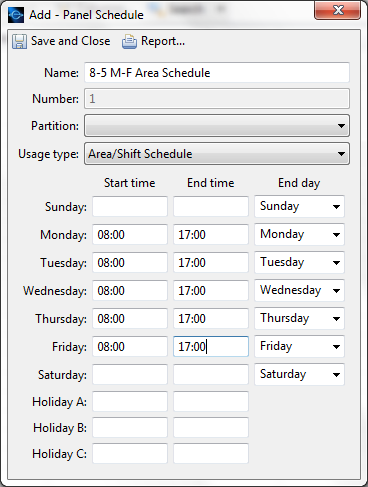 Add - Panel Schedule
Save and Close Report...
Name: 8-5 M-F Area Schedule
Number: 1
Partition:
Usage type: Area/Shift Schedule
Start time End time End day
Sunday: Sunday
Monday: 08:00 17:00 Monday
Tuesday: 08:00 17:00 Tuesday
Wednesday: 08:00 17:00 Wednesday
Thursday: 08:00 17:00 Thursday
Friday: 08:00 17:00 Friday
Saturday: Saturday
Holiday A:
Holiday B:
Holiday C: